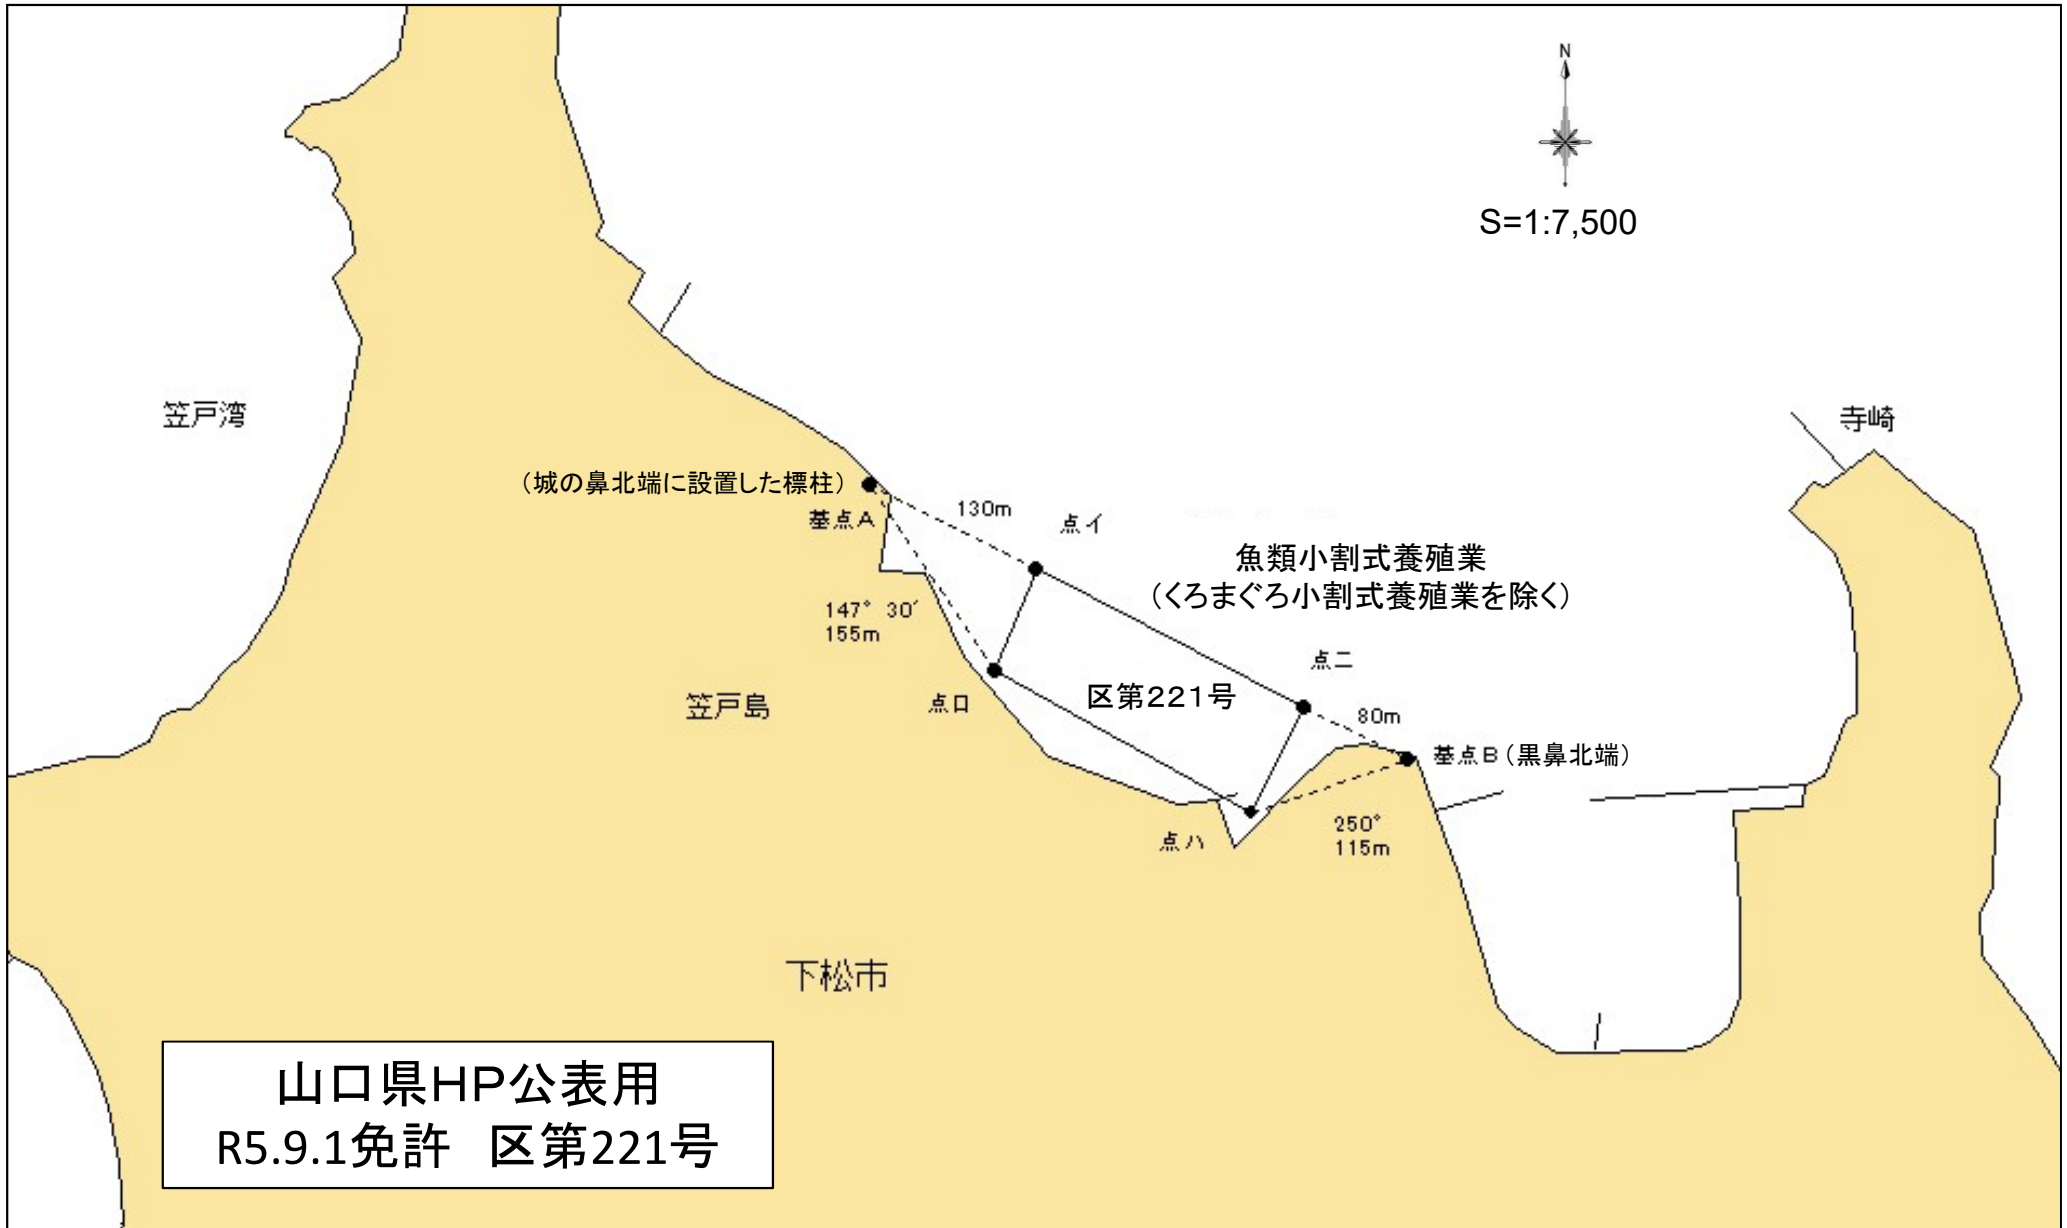 N
S=1:7,500
笠戸湾
寺崎
（城の鼻北端に設置した標柱）
基点A
130m
点イ
魚類小割式養殖業
（くろまぐろ小割式養殖業を除く）
147° 30′
155m
点ニ
区第221号
笠戸島
点ロ
80m
基点B（黒鼻北端）
点ハ
250°
115m
下松市
山口県HP公表用
R5.9.1免許　区第221号